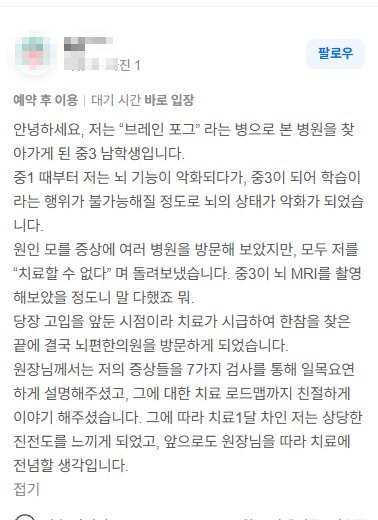 진 1
팔로우
예약 후 이용 | 대기 시간 바로 입장
안녕하세요, 저는 “브레인 포그” 라는 병으로 본 병원을 찾
아가게 된 중3 남학생입니다.
중1 때부터 저는 뇌 기능이 악화되다가, 중3이 되어 학습이
라는 행위가 불가능해질 정도로 뇌의 상태가 악화가 되었습
니다.
원인 모를 증상에 여러 병원을 방문해 보았지만, 모두 저를
“치료할 수 없다” 며 돌려보냈습니다. 중3이 뇌 MRI를 촬영
해보았을 정도니 말 다했죠 뭐.
당장 고입을 앞둔 시점이라 치료가 시급하여 한참을 찾은
끝에 결국 뇌편한의원을 방문하게 되었습니다.
원장님께서는 저의 증상들을 7가지 검사를 통해 일목요연
하게 설명해주셨고, 그에 대한 치료 로드맵까지 친절하게
이야기 해주셨습니다. 그에 따라 치료1달 차인 저는 상당한
진전도를 느끼게 되었고, 앞으로도 원장님을 따라 치료에
전념할 생각입니다.
접기